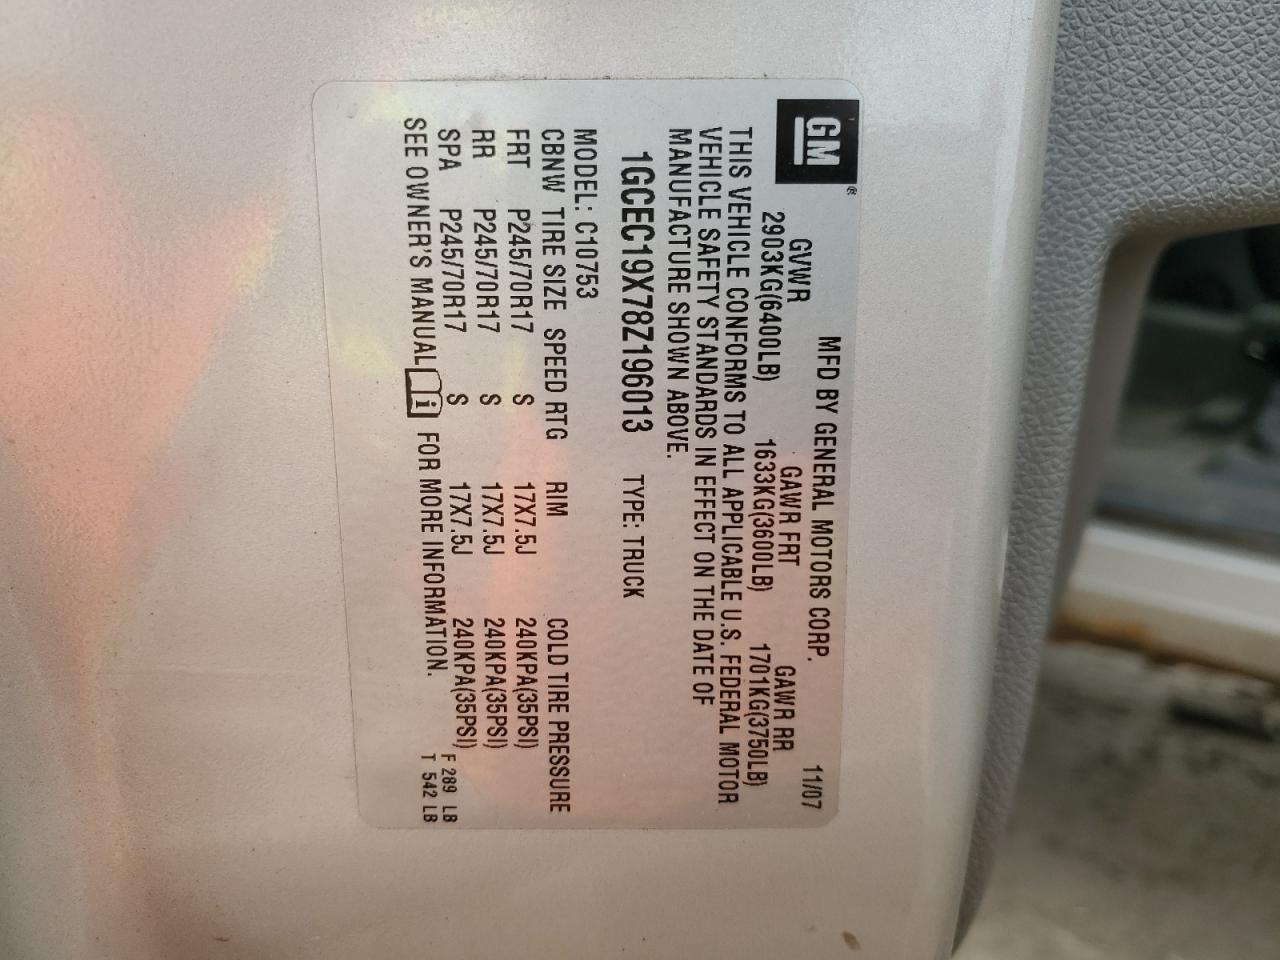 GM®
MFD BY GENERAL MOTORS CORP. 11/07
GVWR GAWR FRT GAWR RR
2903KG(6400LB) 1633KG(3600LB) 1701KG(3750LB)
THIS VEHICLE CONFORMS TO ALL APPLICABLE U.S. FEDERAL MOTOR
VEHICLE SAFETY STANDARDS IN EFFECT ON THE DATE OF
MANUFACTURE SHOWN ABOVE.
1GCEC19X78Z196013 TYPE: TRUCK
MODEL: C10753
CBNW TIRE SIZE SPEED RTG RIM COLD TIRE PRESSURE
FRT P245/70R17 S 17X7.5J 240KPA(35PSI)
RR P245/70R17 S 17X7.5J 240KPA(35PSI)
SPA P245/70R17 S 17X7.5J 240KPA(35PSI)
SEE OWNER'S MANUAL i FOR MORE INFORMATION.
F 289 LB
T 542 LB